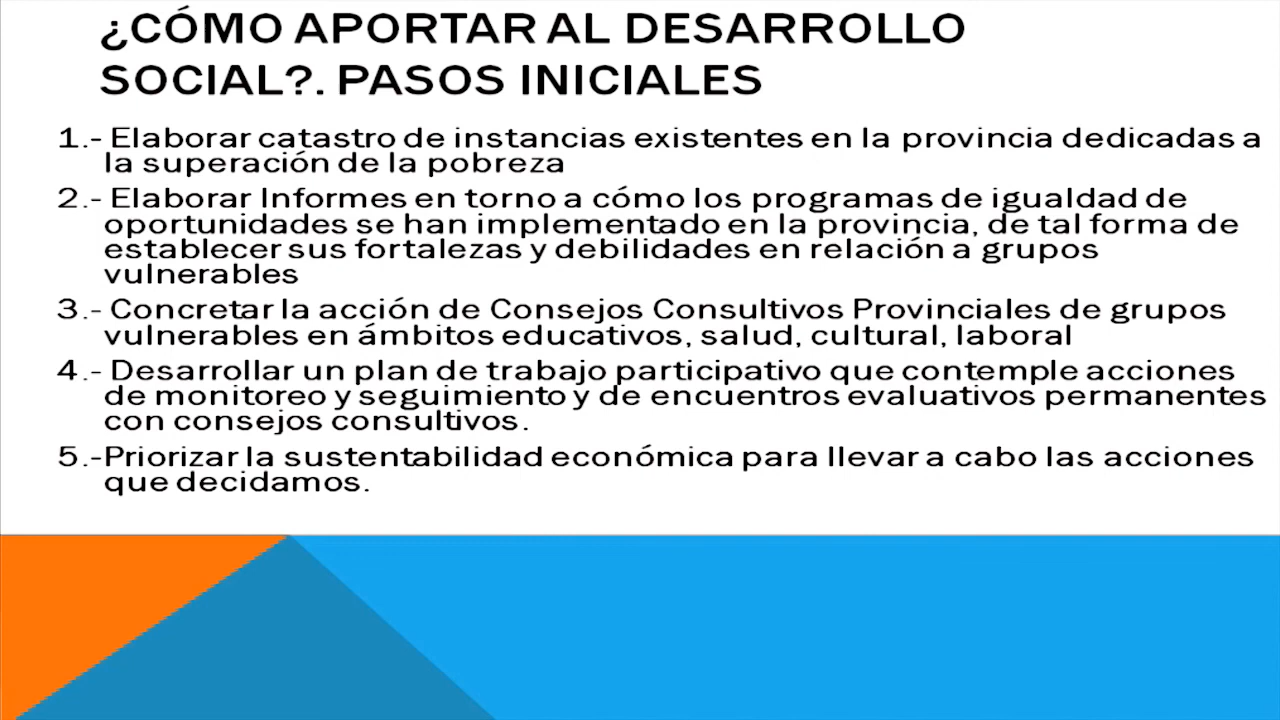 ¿CÓMO APORTAR AL DESARROLLO
SOCIAL?. PASOS INICIALES
1.- Elaborar catastro de instancias existentes en la provincia dedicadas a
la superación de la pobreza
2.- Elaborar Informes en torno a cómo los programas de igualdad de
oportunidades se han implementado en la provincia, de tal forma de
establecer sus fortalezas y debilidades en relación a grupos
vulnerables
3.- Concretar la acción de Consejos Consultivos Provinciales de grupos
vulnerables en ámbitos educativos, salud, cultural, laboral
4.- Desarrollar un plan de trabajo participativo que contemple acciones
de monitoreo y seguimiento y de encuentros evaluativos permanentes
con consejos consultivos.
5.-Priorizar la sustentabilidad económica para llevar a cabo las acciones
que decidamos.